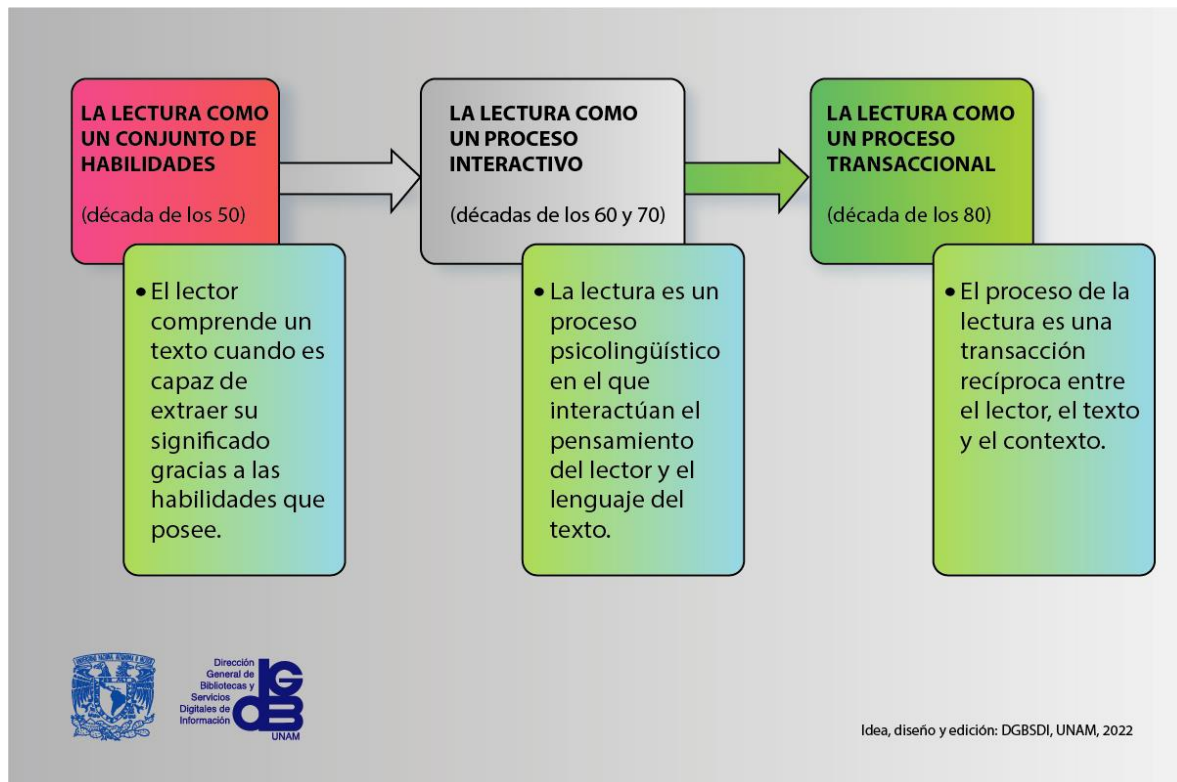 LA LECTURA COMO
UN CONJUNTO DE
HABILIDADES
(década de los 50)
LA LECTURA COMO
UN PROCESO
INTERACTIVO
(décadas de los 60 y 70)
LA LECTURA COMO
UN PROCESO
TRANSACCIONAL
(década de los 80)
• El lector
comprende un
texto cuando es
capaz de
extraer su
significado
gracias a las
habilidades que
posee.
• La lectura es un
proceso
psicolingüístico
en el que
interactúan el
pensamiento
del lector y el
lenguaje del
texto.
• El proceso de la
lectura es una
transacción
recíproca entre
el lector, el texto
y el contexto.
Dirección
General de
Bibliotecas y
Servicios
Digitales de
Información
UNAM
Idea, diseño y edición: DGBSDI, UNAM, 2022